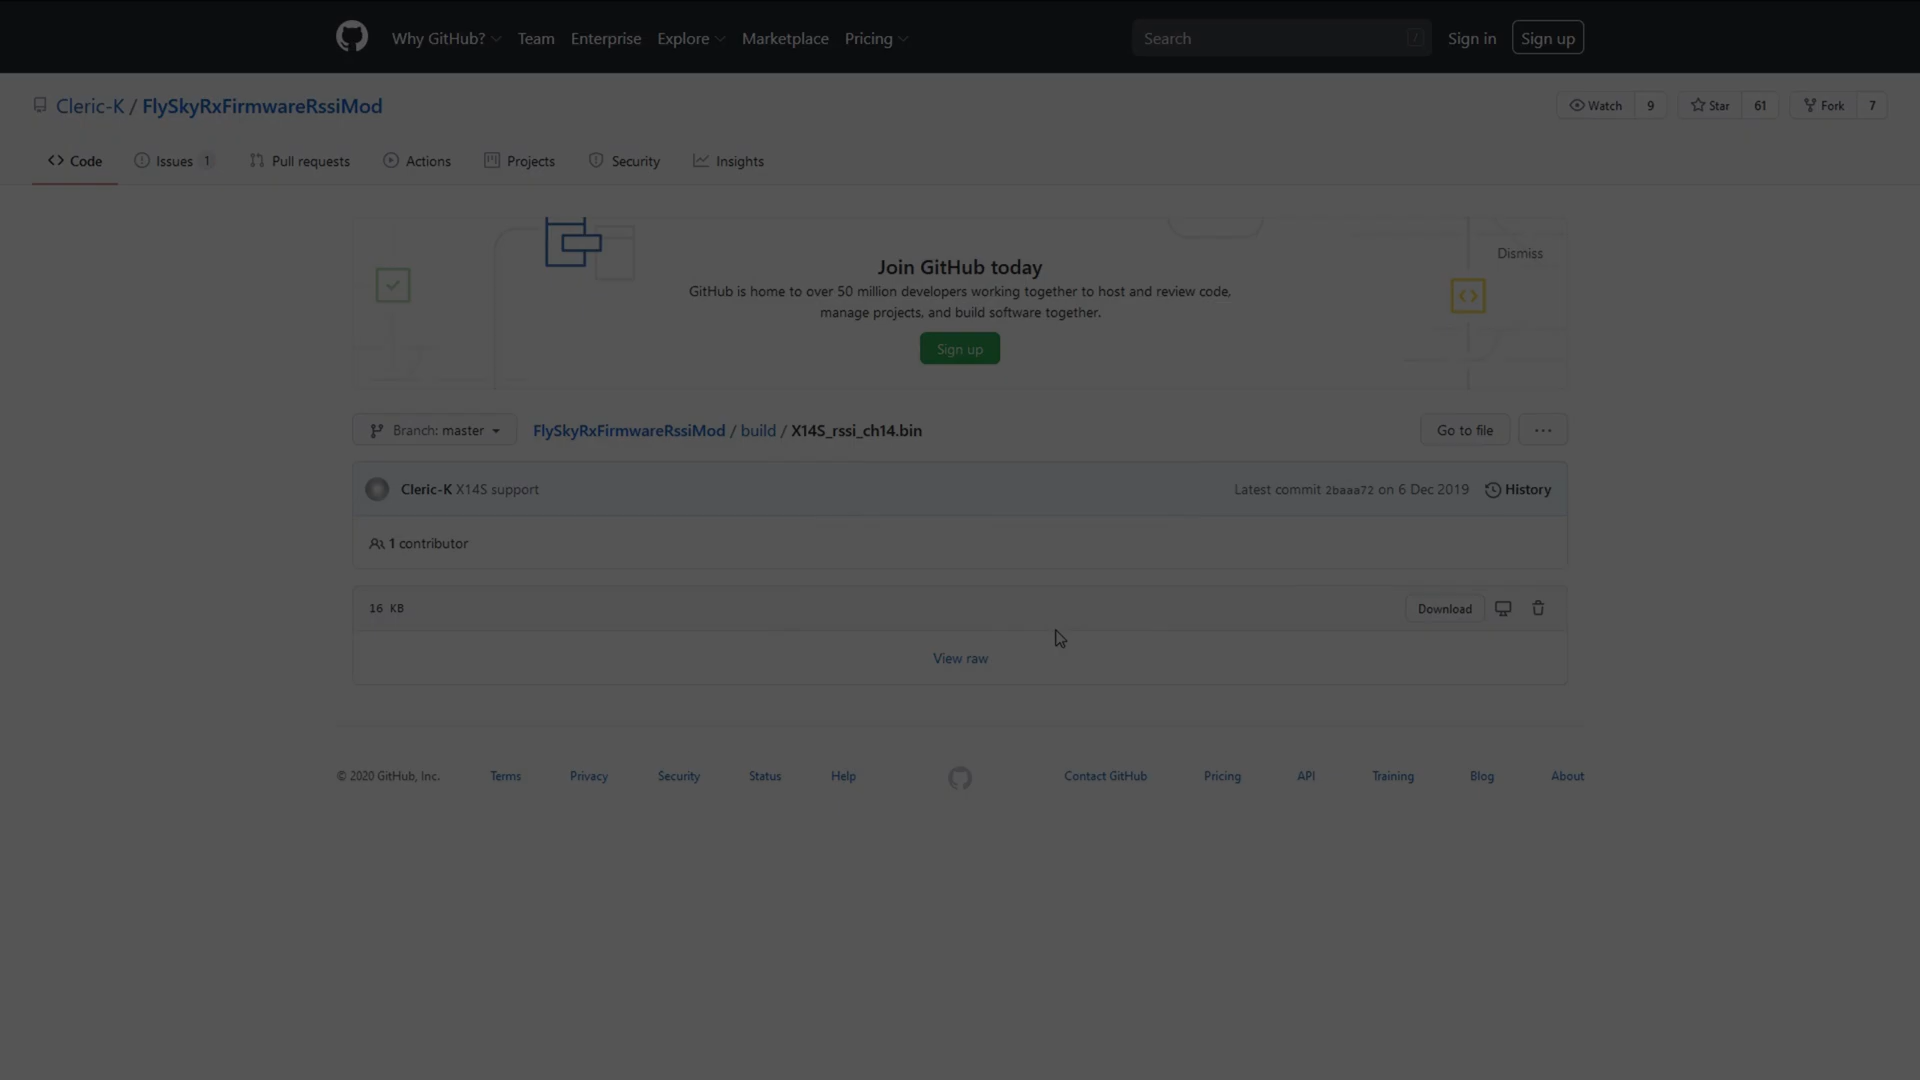 Why GitHub? Team Enterprise Explore Marketplace Pricing Search / Sign in Sign up
Cleric-K / FlySkyRxFirmwareRssiMod Watch 9 Star 61 Fork 7
Code Issues 1 Pull requests Actions Projects Security Insights
Dismiss
Join GitHub today
GitHub is home to over 50 million developers working together to host and review code,
manage projects, and build software together.
Sign up
Branch: master FlySkyRxFirmwareRssiMod / build / X14S_rssi_ch14.bin Go to file ...
Cleric-K X14S support Latest commit 2baaa72 on 6 Dec 2019 History
1 contributor
16 KB Download
View raw
© 2020 GitHub, Inc. Terms Privacy Security Status Help Contact GitHub Pricing API Training Blog About